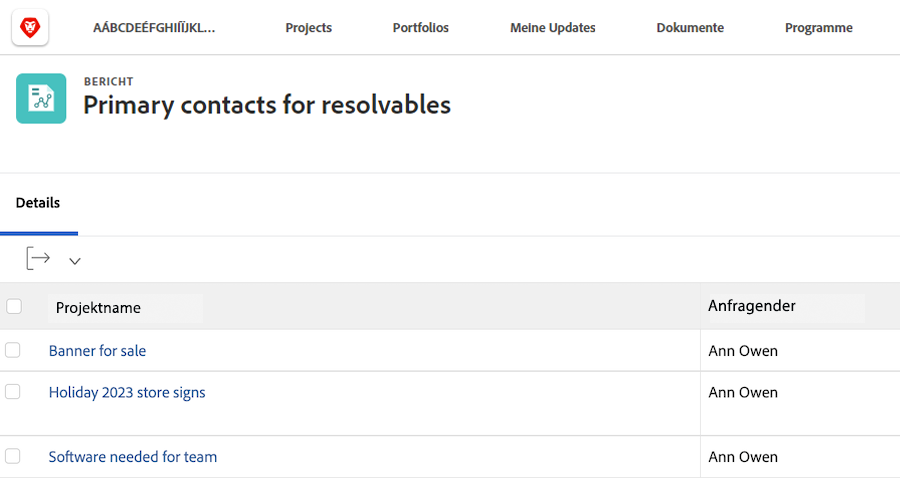 AÁBCDEÉFGHIÍÏJKL... Projects Portfolios Meine Updates Dokumente Programme
BERICHT
Primary contacts for resolvables
Details
Projektname Anfragender
Banner for sale Ann Owen
Holiday 2023 store signs Ann Owen
Software needed for team Ann Owen